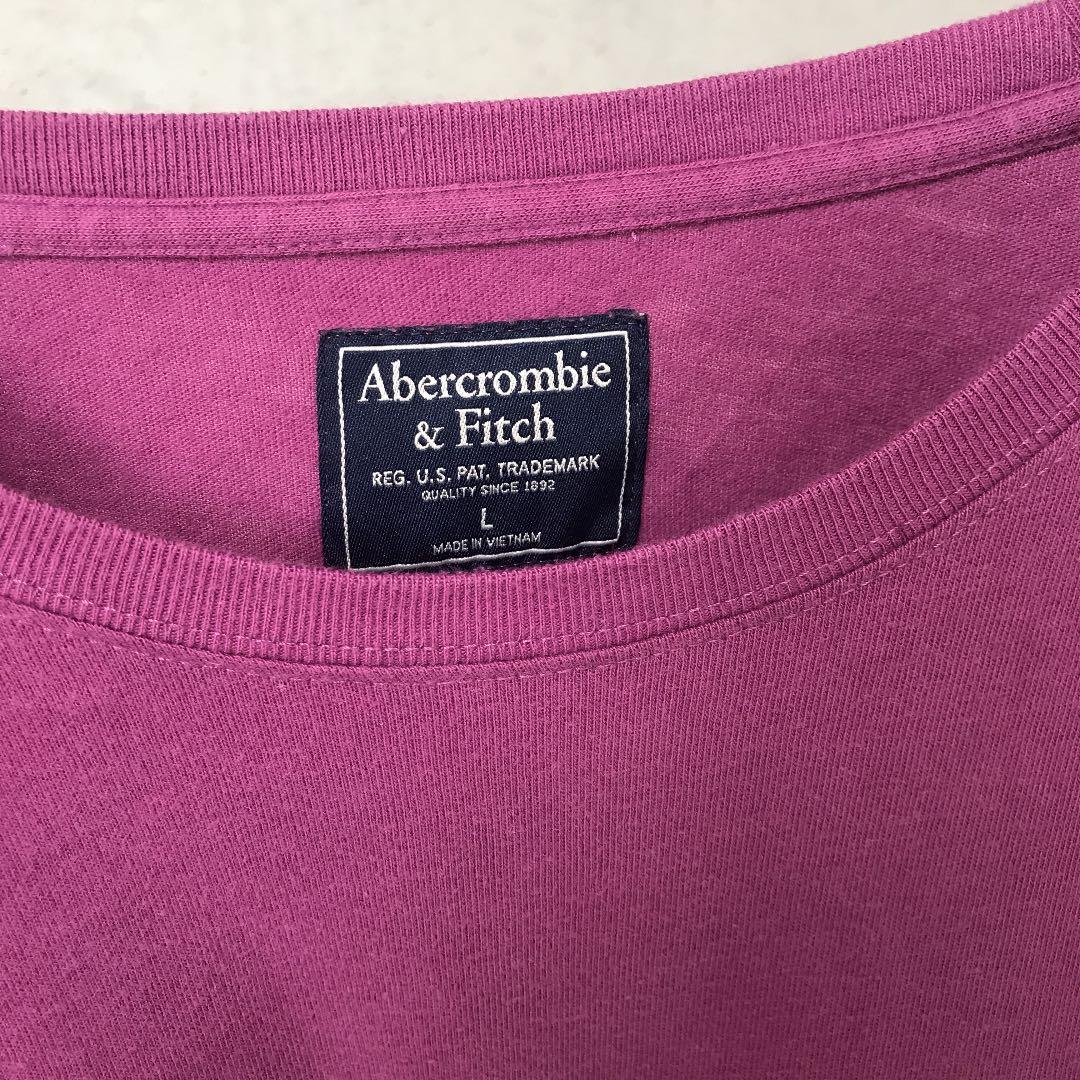 Abercrombie
& Fitch
REG. U.S. PAT. TRADEMARK
QUALITY SINCE 1892
L
MADE IN VIETNAM